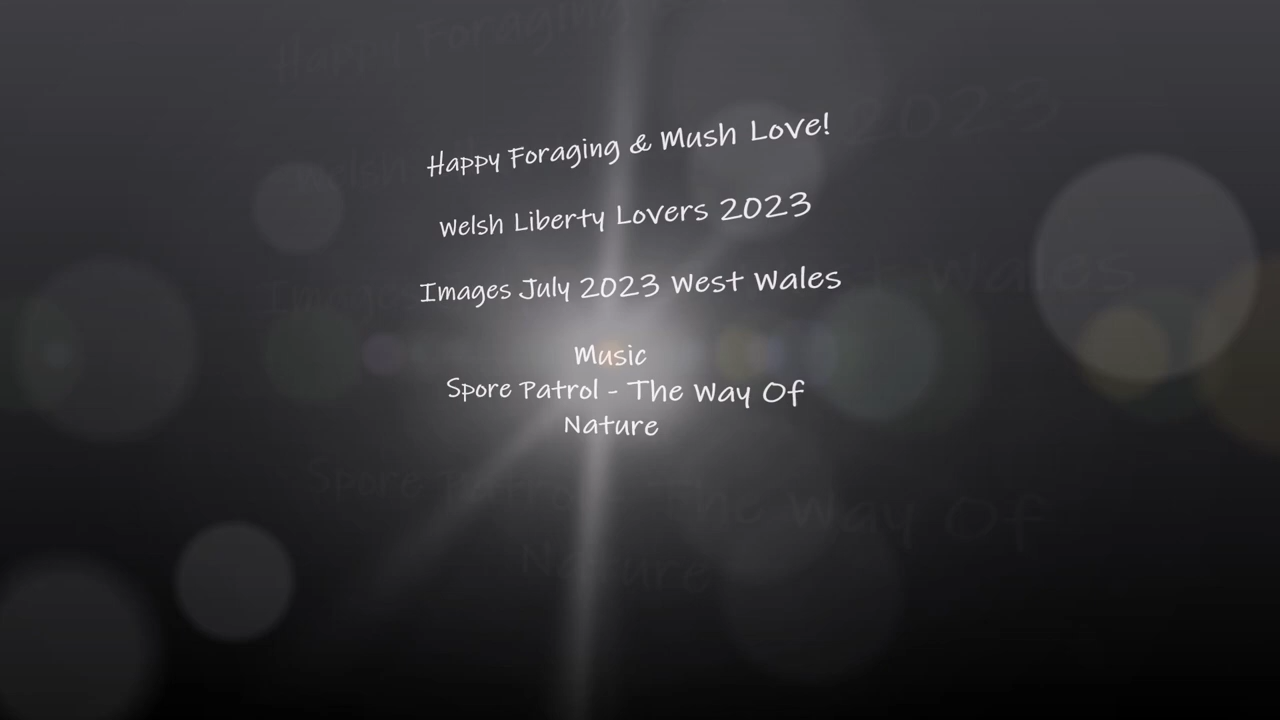 Happy Foraging & Mush Love!
Welsh Liberty Lovers 2023
Images July 2023 West Wales
Music
Spore Patrol - The Way Of
Nature